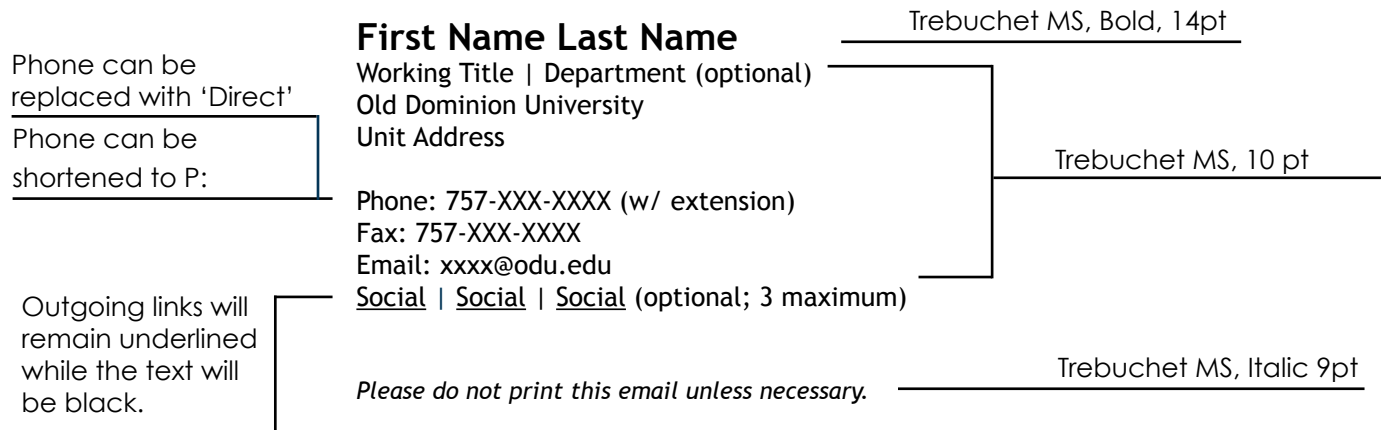 First Name Last Name
Trebuchet MS, Bold, 14pt
Working Title | Department (optional)
Old Dominion University
Unit Address
Phone can be
replaced with ‘Direct’
Phone can be
shortened to P:
Trebuchet MS, 10 pt
Phone: 757-XXX-XXXX (w/ extension)
Fax: 757-XXX-XXXX
Email: xxxx@odu.edu
Social | Social | Social (optional; 3 maximum)
Outgoing links will
remain underlined
while the text will
be black.
Please do not print this email unless necessary.
Trebuchet MS, Italic 9pt